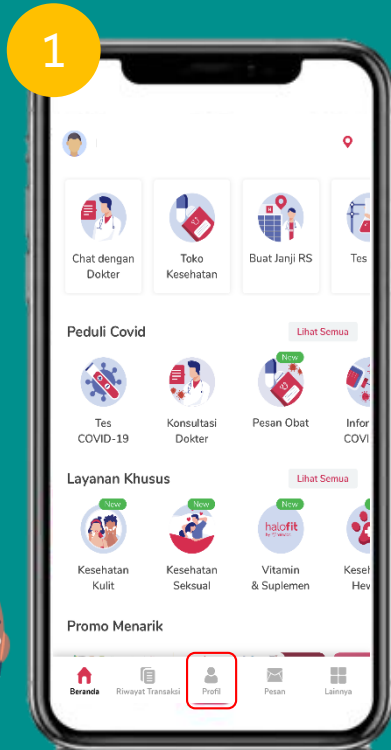 1
Chat dengan
Dokter
Toko
Kesehatan
Buat Janji RS
Tes
Peduli Covid
Lihat Semua
New
Tes
COVID-19
Konsultasi
Dokter
Pesan Obat
Infor
COVI
Layanan Khusus
Lihat Semua
New
New
New
halofit
Kesehatan
Kulit
Kesehatan
Seksual
Vitamin
& Suplemen
Keseh
Hew
Promo Menarik
Beranda
Riwayat Transaksi
Profil
Pesan
Lainnya